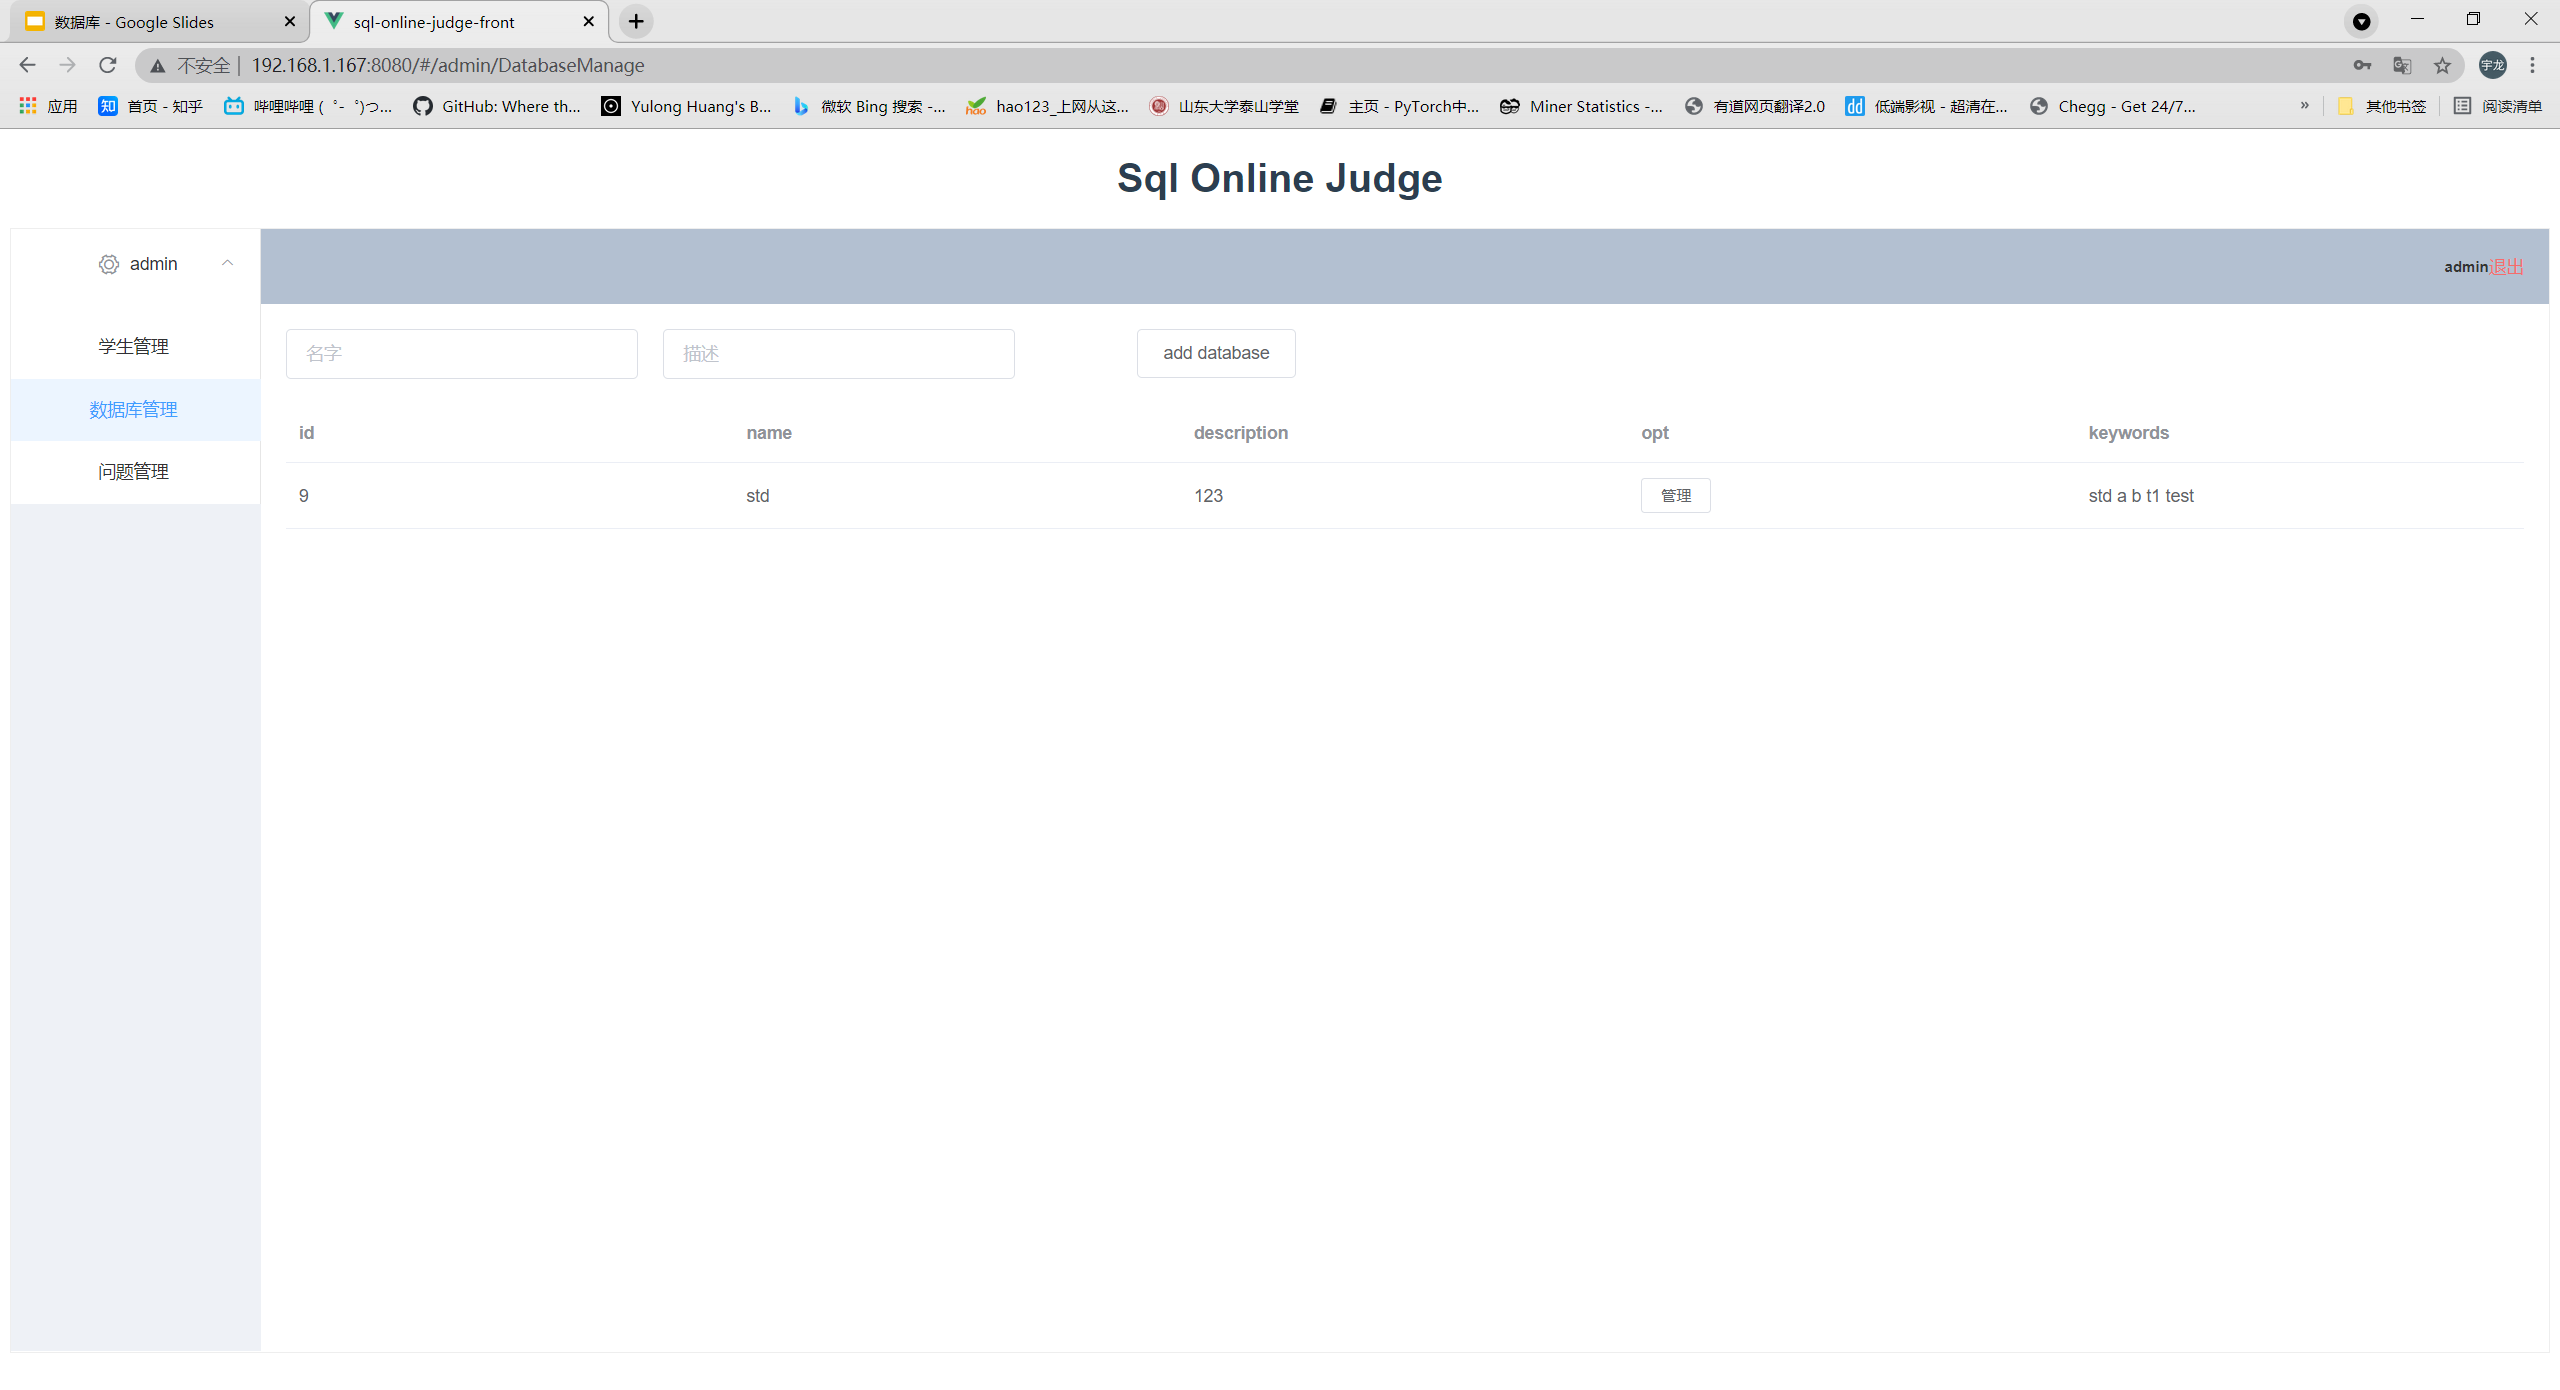 数据库 - Google Slides
sql-online-judge-front
不安全 | 192.168.1.167:8080/#/admin/DatabaseManage
宇龙
应用
知 首页 - 知乎
哔哩哔哩 (゜-゜)つ...
GitHub: Where th...
Yulong Huang's B...
微软 Bing 搜索 -...
hao hao123_上网从这...
山东大学泰山学堂
主页 - PyTorch中...
Miner Statistics -...
有道网页翻译2.0
dd 低端影视 - 超清在...
Chegg - Get 24/7...
»
其他书签
阅读清单
Sql Online Judge
admin
admin退出
学生管理
数据库管理
问题管理
名字
描述
add database
id name description opt keywords
9 std 123 管理 std a b t1 test